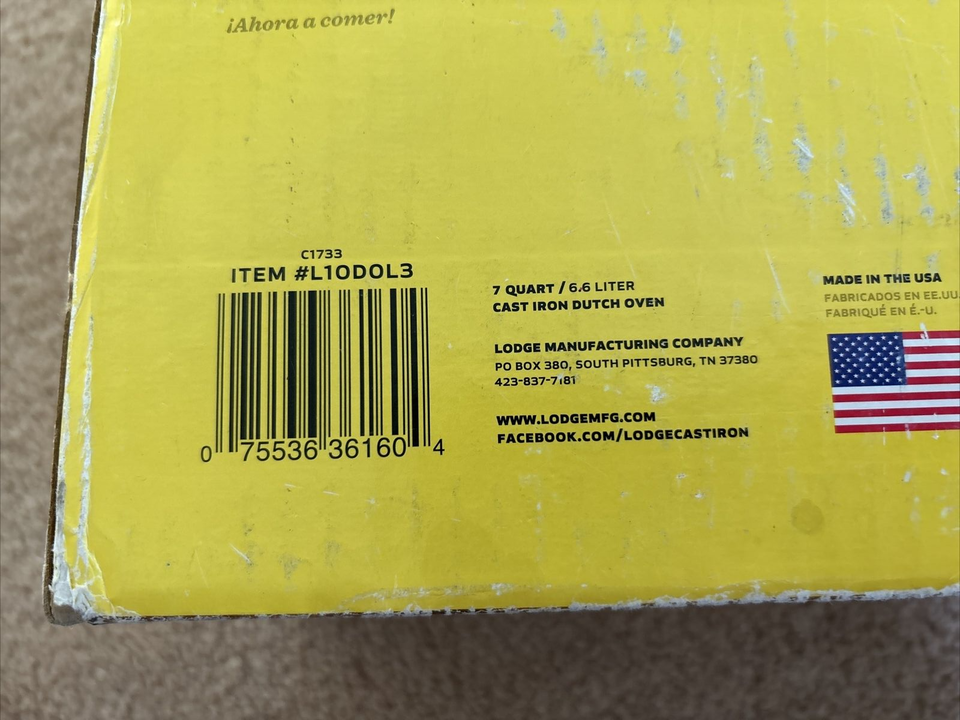 ¡Ahora a comer!
C1733
ITEM #L10DOL3
0 75536 36160 4
7 QUART / 6.6 LITER
CAST IRON DUTCH OVEN
LODGE MANUFACTURING COMPANY
PO BOX 380, SOUTH PITTSBURG, TN 37380
423-837-7181
WWW.LODGEMFG.COM
FACEBOOK.COM/LODGECASTIRON
MADE IN THE USA
FABRICADOS EN EE.UU.
FABRIQUÉ EN É.-U.